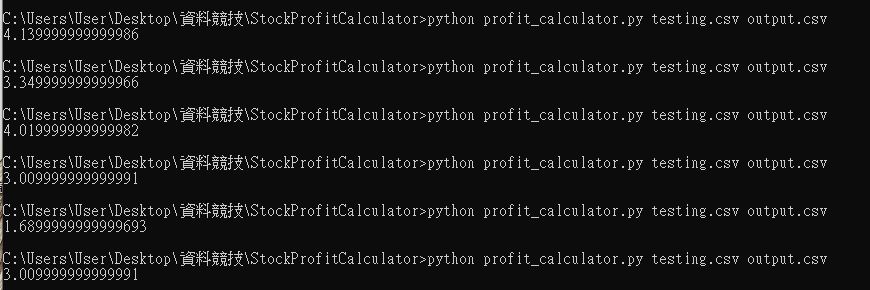 C:\Users\User\Desktop\資料競技\StockProfitCalculator>python profit_calculator.py testing.csv output.csv
4.139999999999986
C:\Users\User\Desktop\資料競技\StockProfitCalculator>python profit_calculator.py testing.csv output.csv
3.349999999999966
C:\Users\User\Desktop\資料競技\StockProfitCalculator>python profit_calculator.py testing.csv output.csv
4.019999999999982
C:\Users\User\Desktop\資料競技\StockProfitCalculator>python profit_calculator.py testing.csv output.csv
3.009999999999991
C:\Users\User\Desktop\資料競技\StockProfitCalculator>python profit_calculator.py testing.csv output.csv
1.6899999999999693
C:\Users\User\Desktop\資料競技\StockProfitCalculator>python profit_calculator.py testing.csv output.csv
3.009999999999991